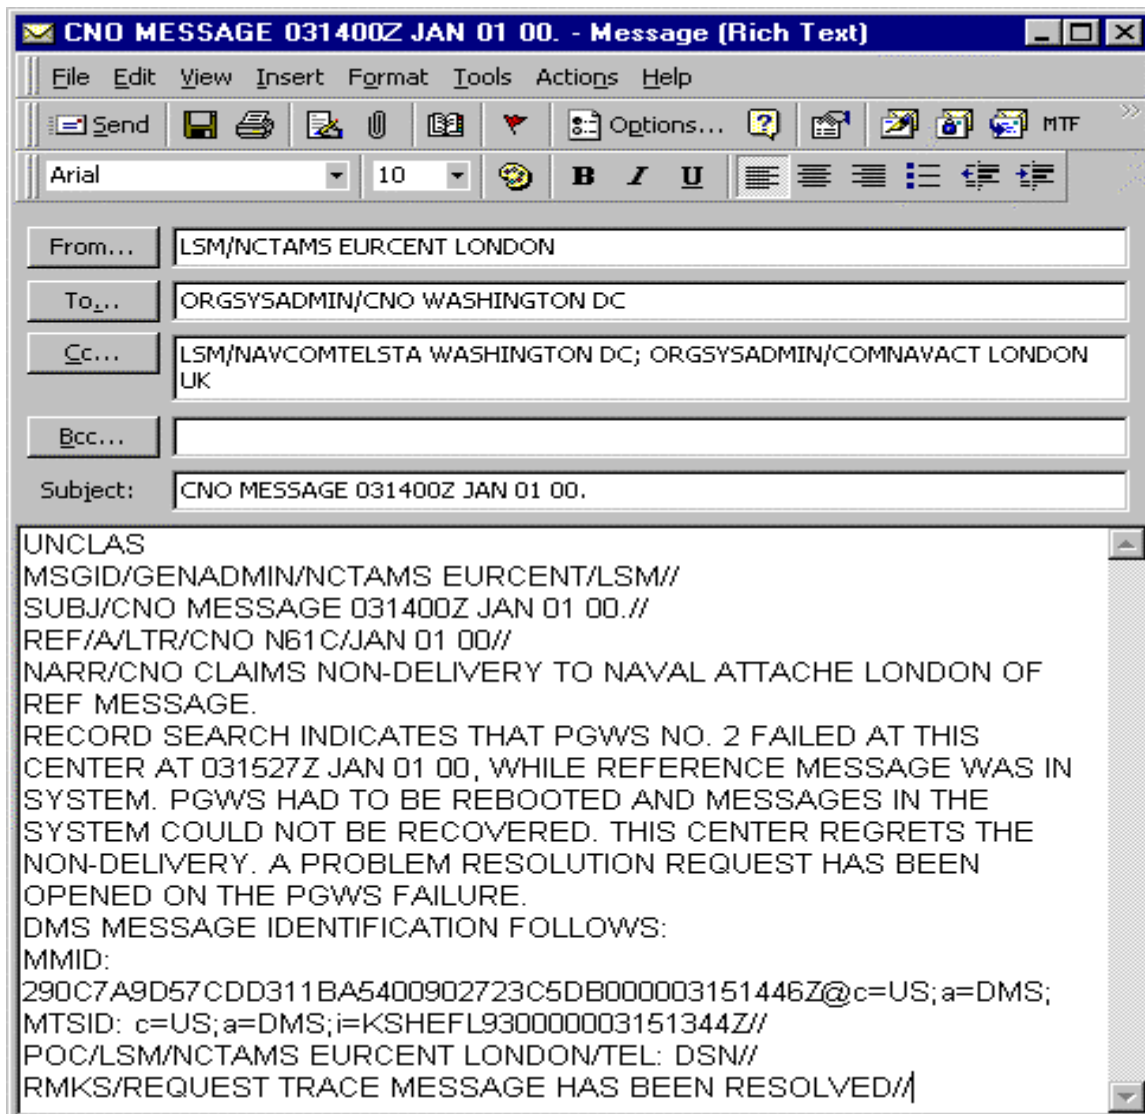 CNO MESSAGE 031400Z JAN 01 00. - Message (Rich Text)
File Edit View Insert Format Tools Actions Help
Send Options... MTF
Arial 10 B I U
From... LSM/NCTAMS EURCENT LONDON
To... ORGSYSADMIN/CNO WASHINGTON DC
Cc... LSM/NAVCOMTELSTA WASHINGTON DC; ORGSYSADMIN/COMNAVACT LONDON
UK
Bcc...
Subject: CNO MESSAGE 031400Z JAN 01 00.
UNCLAS
MSGID/GENADMIN/NCTAMS EURCENT/LSM//
SUBJ/CNO MESSAGE 031400Z JAN 01 00.//
REF/A/LTR/CNO N61C/JAN 01 00//
NARR/CNO CLAIMS NON-DELIVERY TO NAVAL ATTACHE LONDON OF
REF MESSAGE.
RECORD SEARCH INDICATES THAT PGWS NO. 2 FAILED AT THIS
CENTER AT 031527Z JAN 01 00, WHILE REFERENCE MESSAGE WAS IN
SYSTEM. PGWS HAD TO BE REBOOTED AND MESSAGES IN THE
SYSTEM COULD NOT BE RECOVERED. THIS CENTER REGRETS THE
NON-DELIVERY. A PROBLEM RESOLUTION REQUEST HAS BEEN
OPENED ON THE PGWS FAILURE.
DMS MESSAGE IDENTIFICATION FOLLOWS:
MMID:
290C7A9D57CDD311BA5400902723C5DB000003151446Z@c=US;a=DMS;
MTSID: c=US;a=DMS;i=KSHEFL9300000003151344Z//
POC/LSM/NCTAMS EURCENT LONDON/TEL: DSN//
RMKS/REQUEST TRACE MESSAGE HAS BEEN RESOLVED//